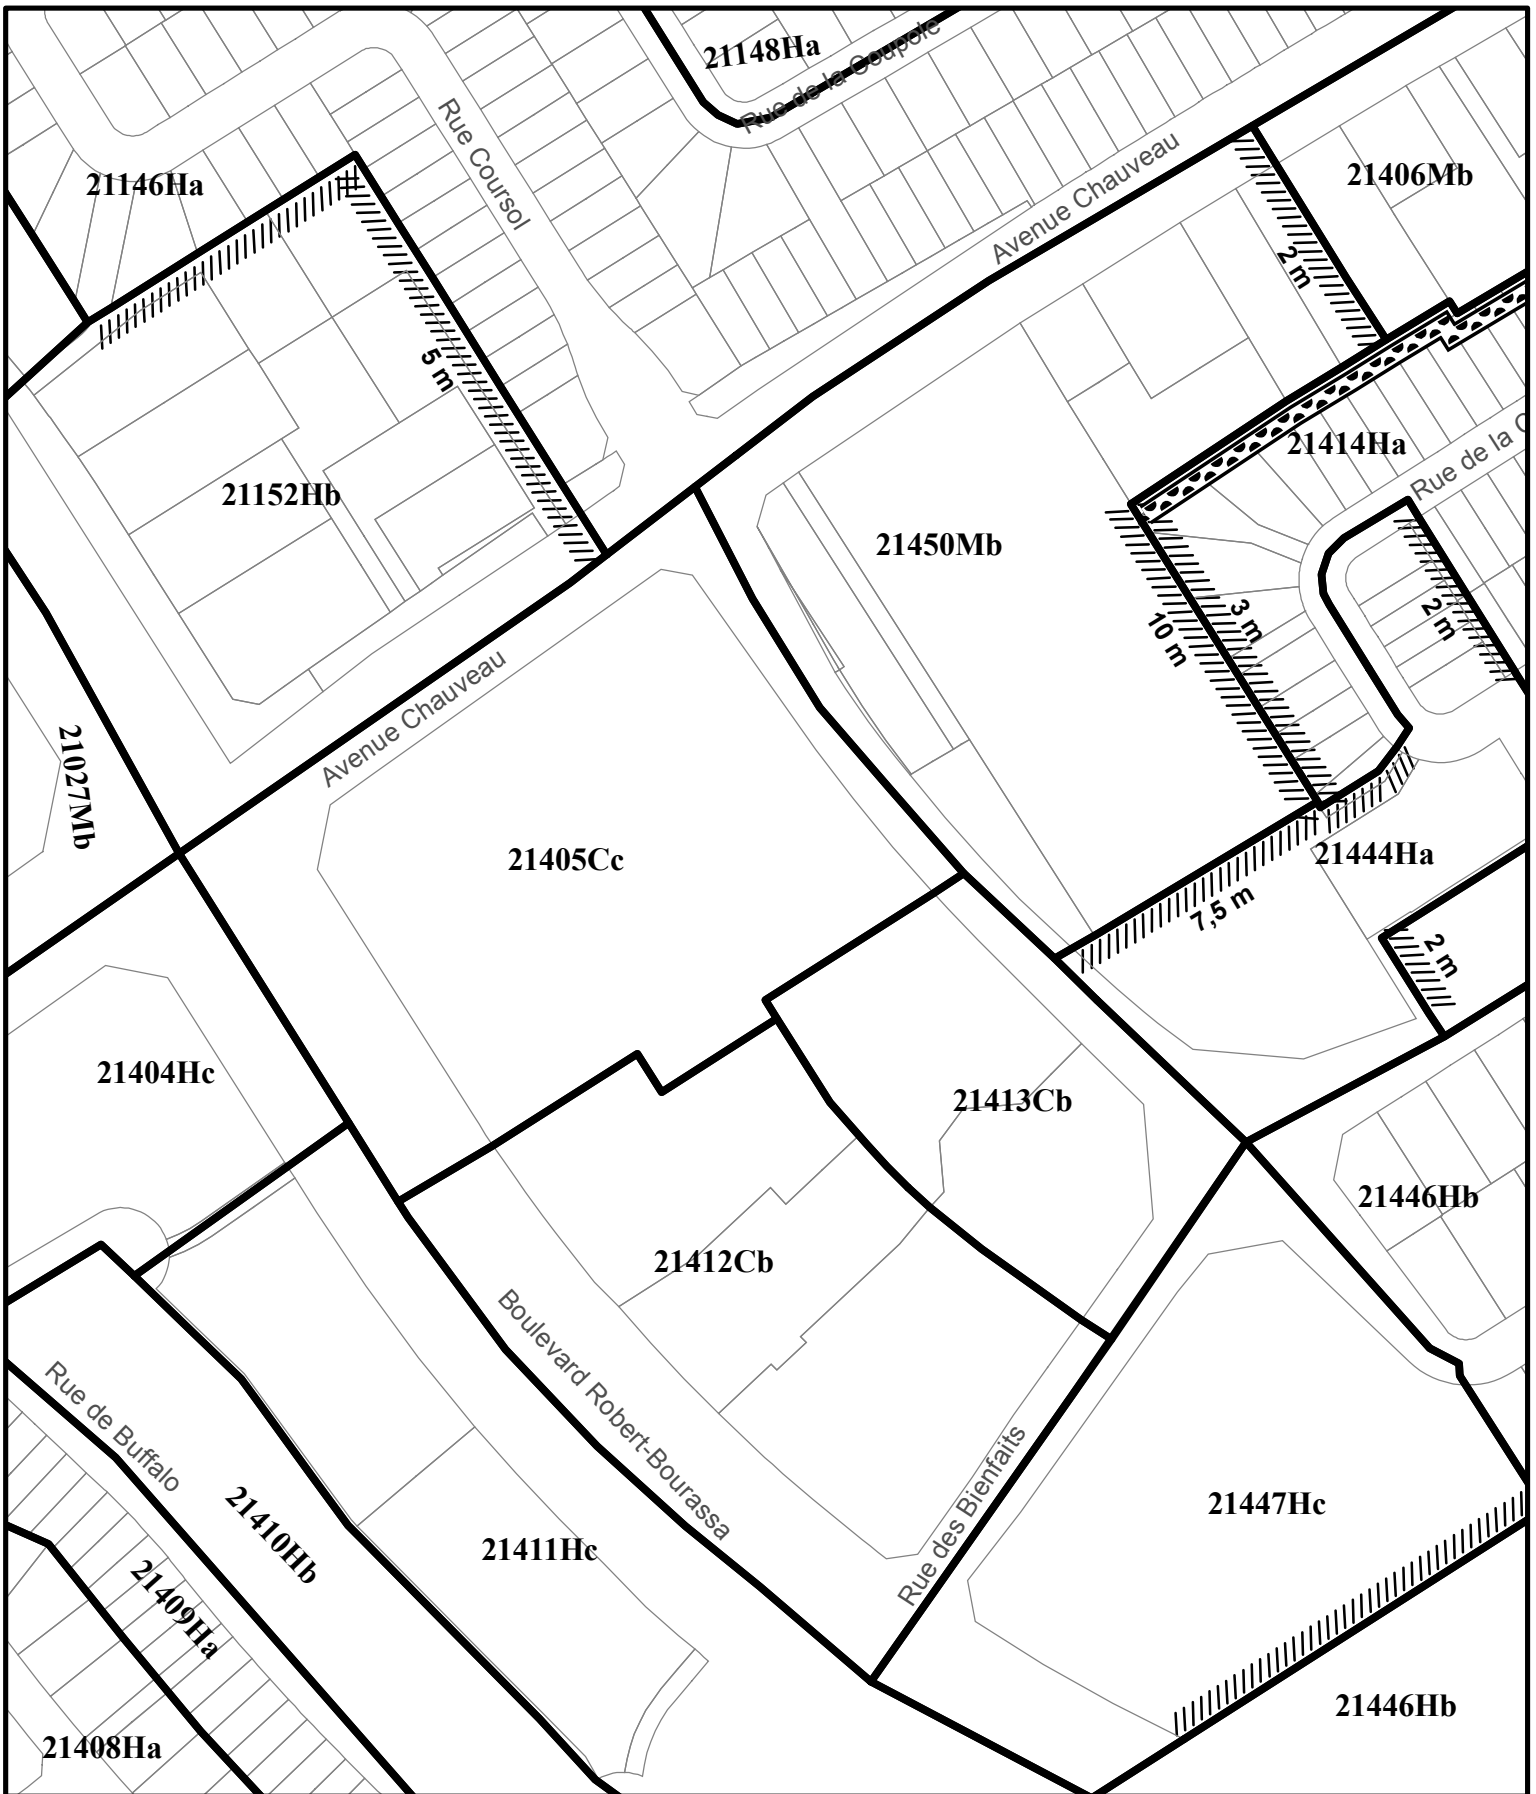 21148Ha
Rue de la Coupole
Rue Coursol
21146Ha
21406Mb
Avenue Chauveau
2 m
5 m
21414Ha
Rue de la C
21152Hb
21450Mb
3 m
10 m
2 m
Avenue Chauveau
21027Mb
21405Cc
21444Ha
7,5 m
2 m
21404Hc
21413Cb
21446Hb
21412Cb
Boulevard Robert-Bourassa
Rue de Buffalo
21410Hb
21447Hc
Rue des Bienfaits
21411Hc
21409Ha
21446Hb
21408Ha